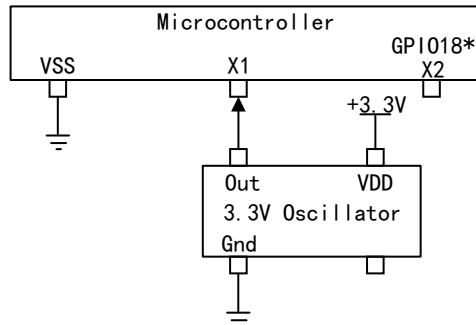 Microcontroller
GPIO18*
VSS X1 X2
+3.3V
Out VDD
3.3V Oscillator
Gnd